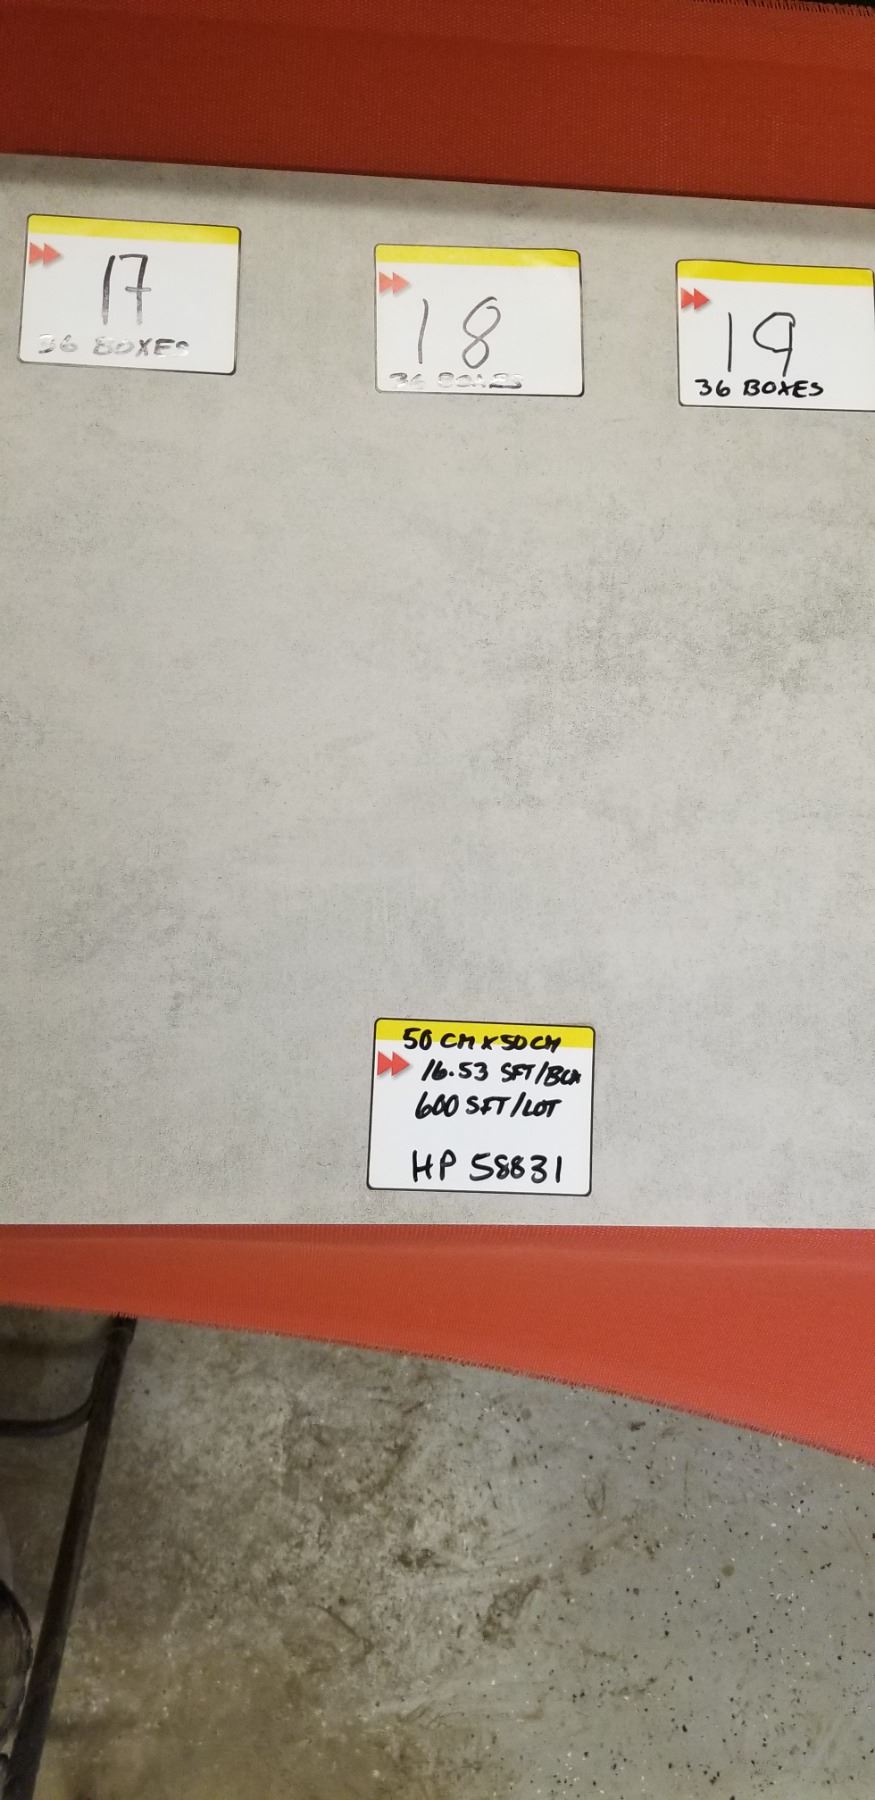 17
36 BOXES
18
36 BOXES
19
36 BOXES
50 CM X 50 CM
16.53 SFT/BOX
600 SFT/LOT
HP 58831